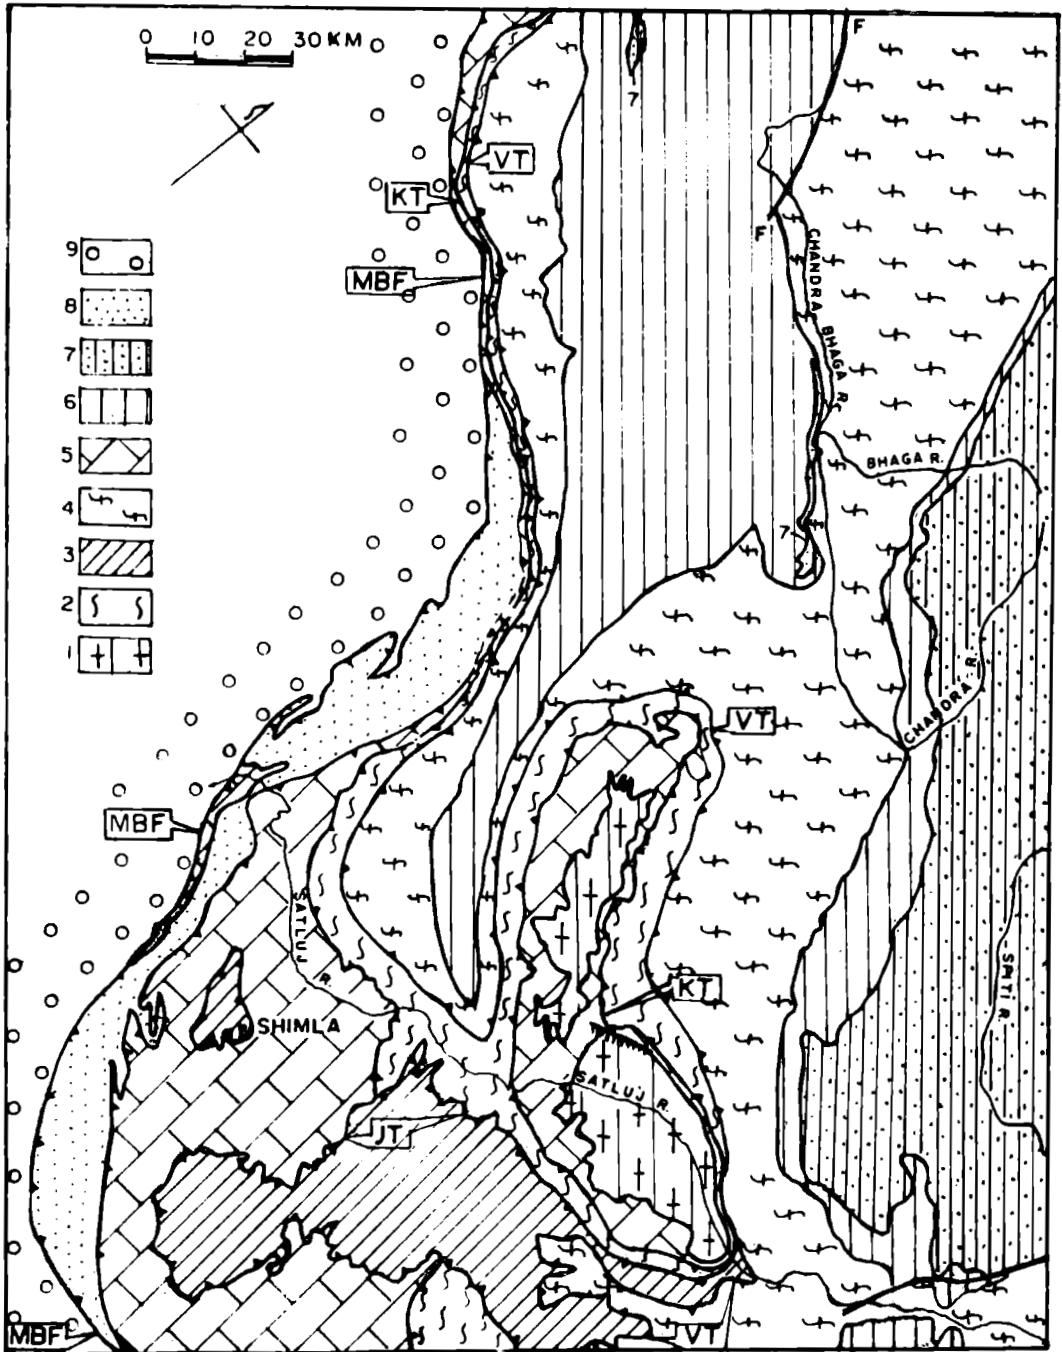 0 10 20 30 KM
F
7
VT
KT
F
MBF
CHANDRA BHAGA R.
9
8
7
6
5
4
3
2
1
BHAGA R.
7
CHANDRA R.
VT
MBF
SATLUJ R.
SPITI R.
KT
SHIMLA
SATLUJ R.
JT
MBF
VT